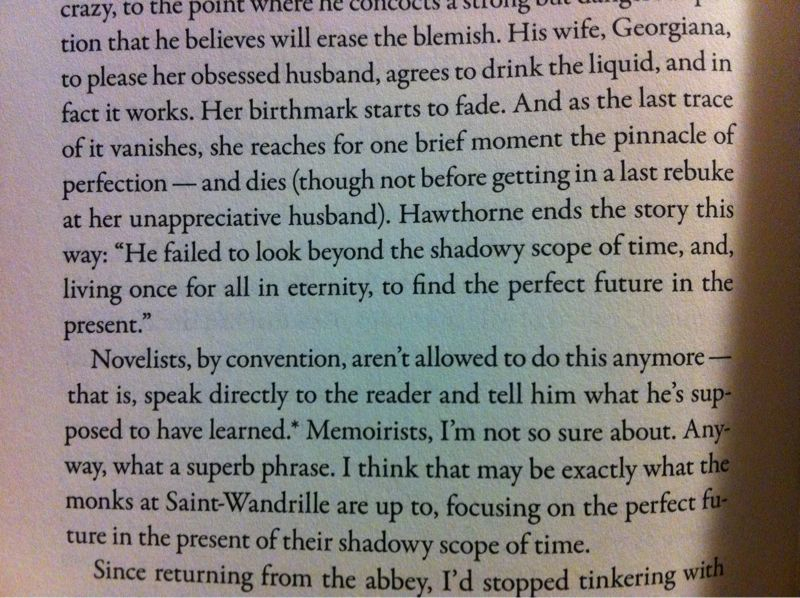 crazy, to the point where he concocts a strong but
tion that he believes will erase the blemish. His wife, Georgiana,
to please her obsessed husband, agrees to drink the liquid, and in
fact it works. Her birthmark starts to fade. And as the last trace
of it vanishes, she reaches for one brief moment the pinnacle of
perfection — and dies (though not before getting in a last rebuke
at her unappreciative husband). Hawthorne ends the story this
way: “He failed to look beyond the shadowy scope of time, and,
living once for all in eternity, to find the perfect future in the
present.”
Novelists, by convention, aren’t allowed to do this anymore —
that is, speak directly to the reader and tell him what he’s sup-
posed to have learned.* Memoirists, I’m not so sure about. Any-
way, what a superb phrase. I think that may be exactly what the
monks at Saint-Wandrille are up to, focusing on the perfect fu-
ture in the present of their shadowy scope of time.
Since returning from the abbey, I’d stopped tinkering with